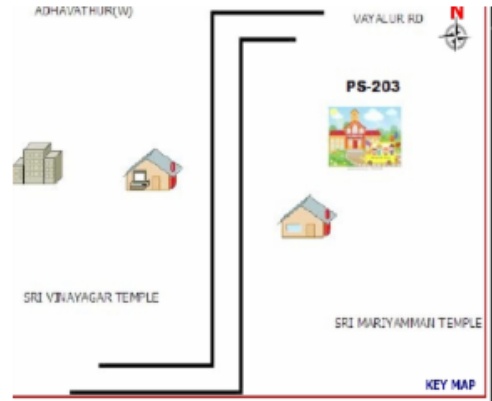 ADHAVATHUR(W)
VAYALUR RD
N
PS-203
SRI VINAYAGAR TEMPLE
SRI MARIYAMMAN TEMPLE
KEY MAP